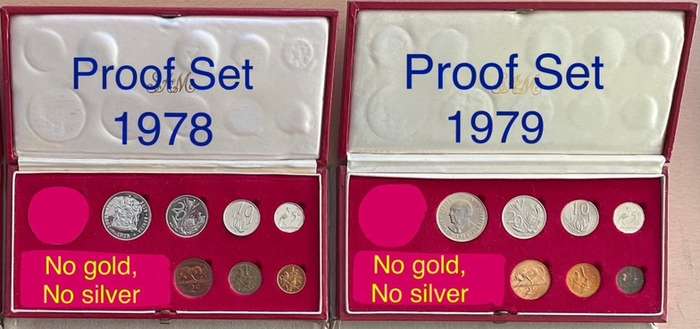 Proof Set
1978
No gold,
No silver
Proof Set
1979
No gold,
No silver